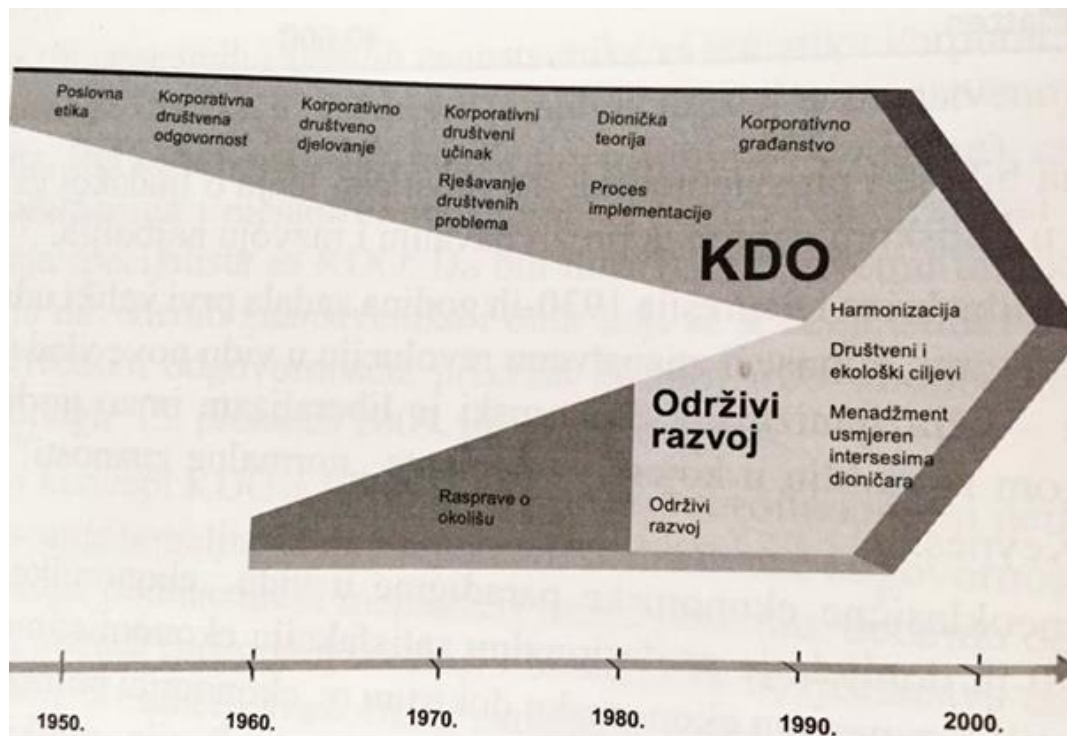 Poslovna
etika
Korporativna
društvena
odgovornost
Korporativno
društveno
djelovanje
Korporativni
društveni
učinak
Rješavanje
društvenih
problema
Dionička
teorija
Proces
implementacije
Korporativno
građanstvo
KDO
Harmonizacija
Društveni i
ekološki ciljevi
Menadžment
usmjeren
intersesima
dioničara
Održivi
razvoj
Rasprave o
okolišu
Održivi
razvoj
1950.
1960.
1970.
1980.
1990.
2000.